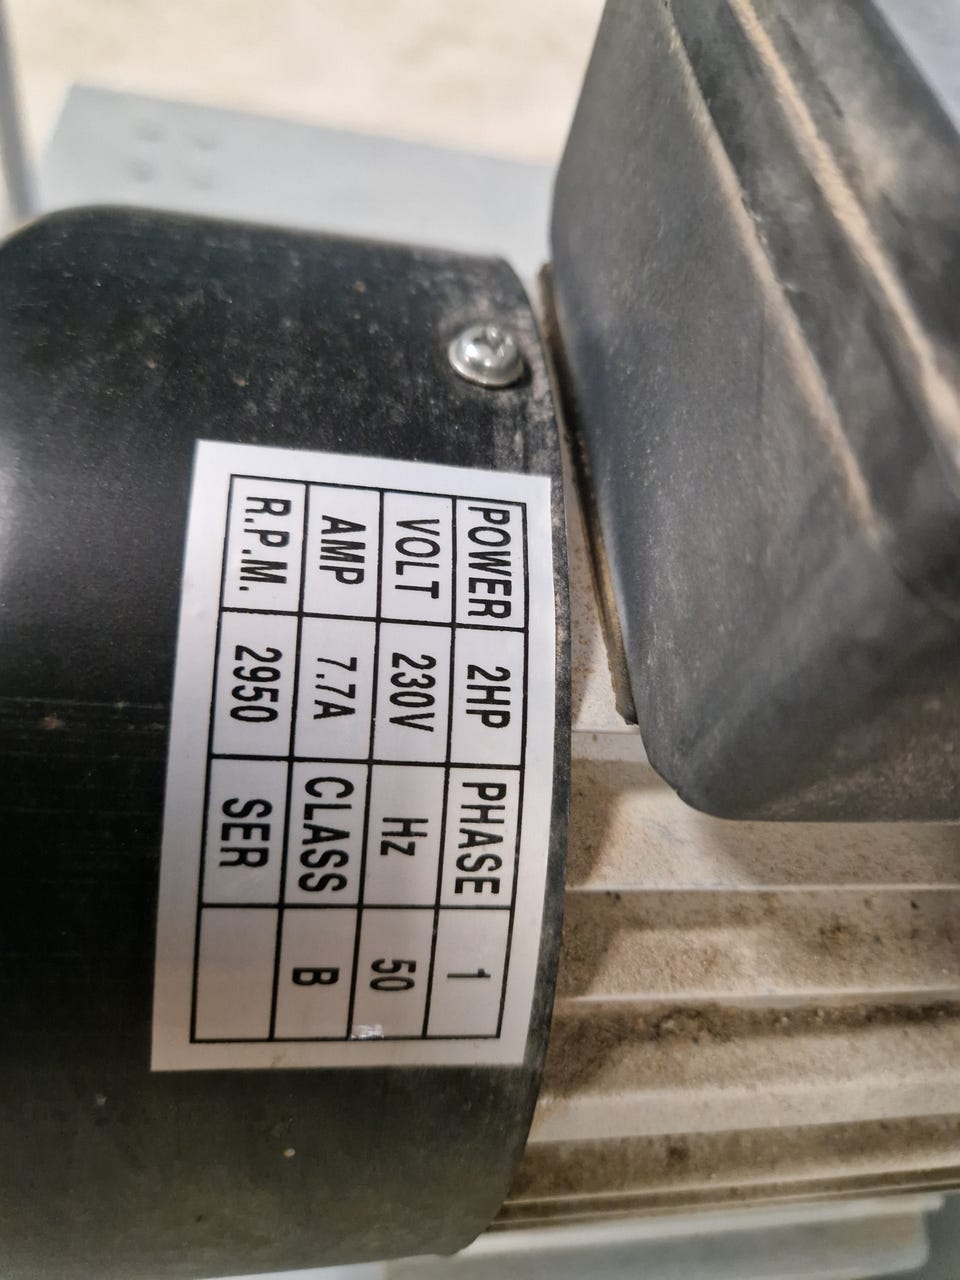 POWER 2HP PHASE 1
VOLT 230V Hz 50
AMP 7.7A CLASS B
R.P.M. 2950 SER